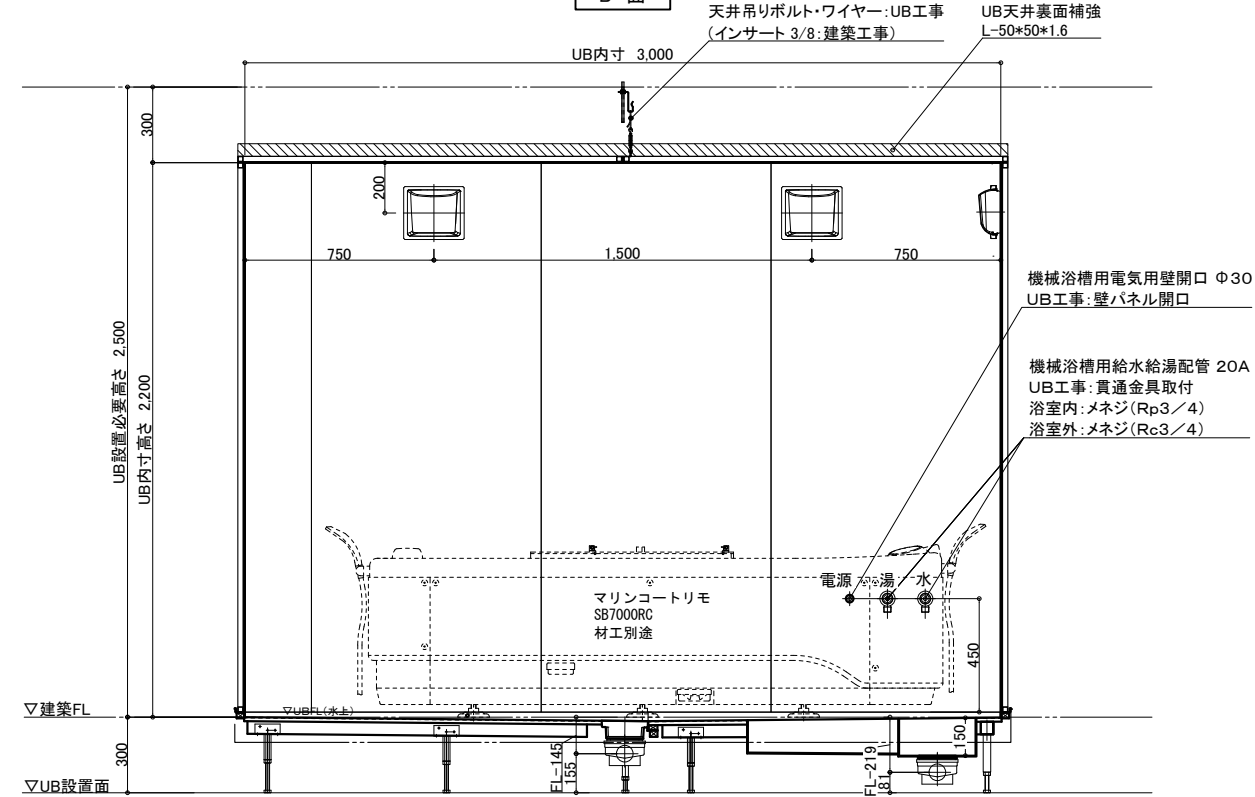 天井吊りボルト・ワイヤー:UB工事
(インサート 3/8:建築工事)
UB天井裏面補強
L-50*50*1.6
UB内寸 3,000
300
200
750
1,500
750
機械浴槽用電気用壁開口 Φ30
UB工事:壁パネル開口
UB設置必要高さ 2,500
UB内寸高さ 2,200
機械浴槽用給水給湯配管 20A
UB工事:貫通金具取付
浴室内:メネジ(Rp3/4)
浴室外:メネジ(Rc3/4)
電源 湯 水
マリンコートリモ
SB7000RC
材工別途
450
▽建築FL
▽UBFL(水上)
300
FL-145
155
FL-219
81
150
▽UB設置面